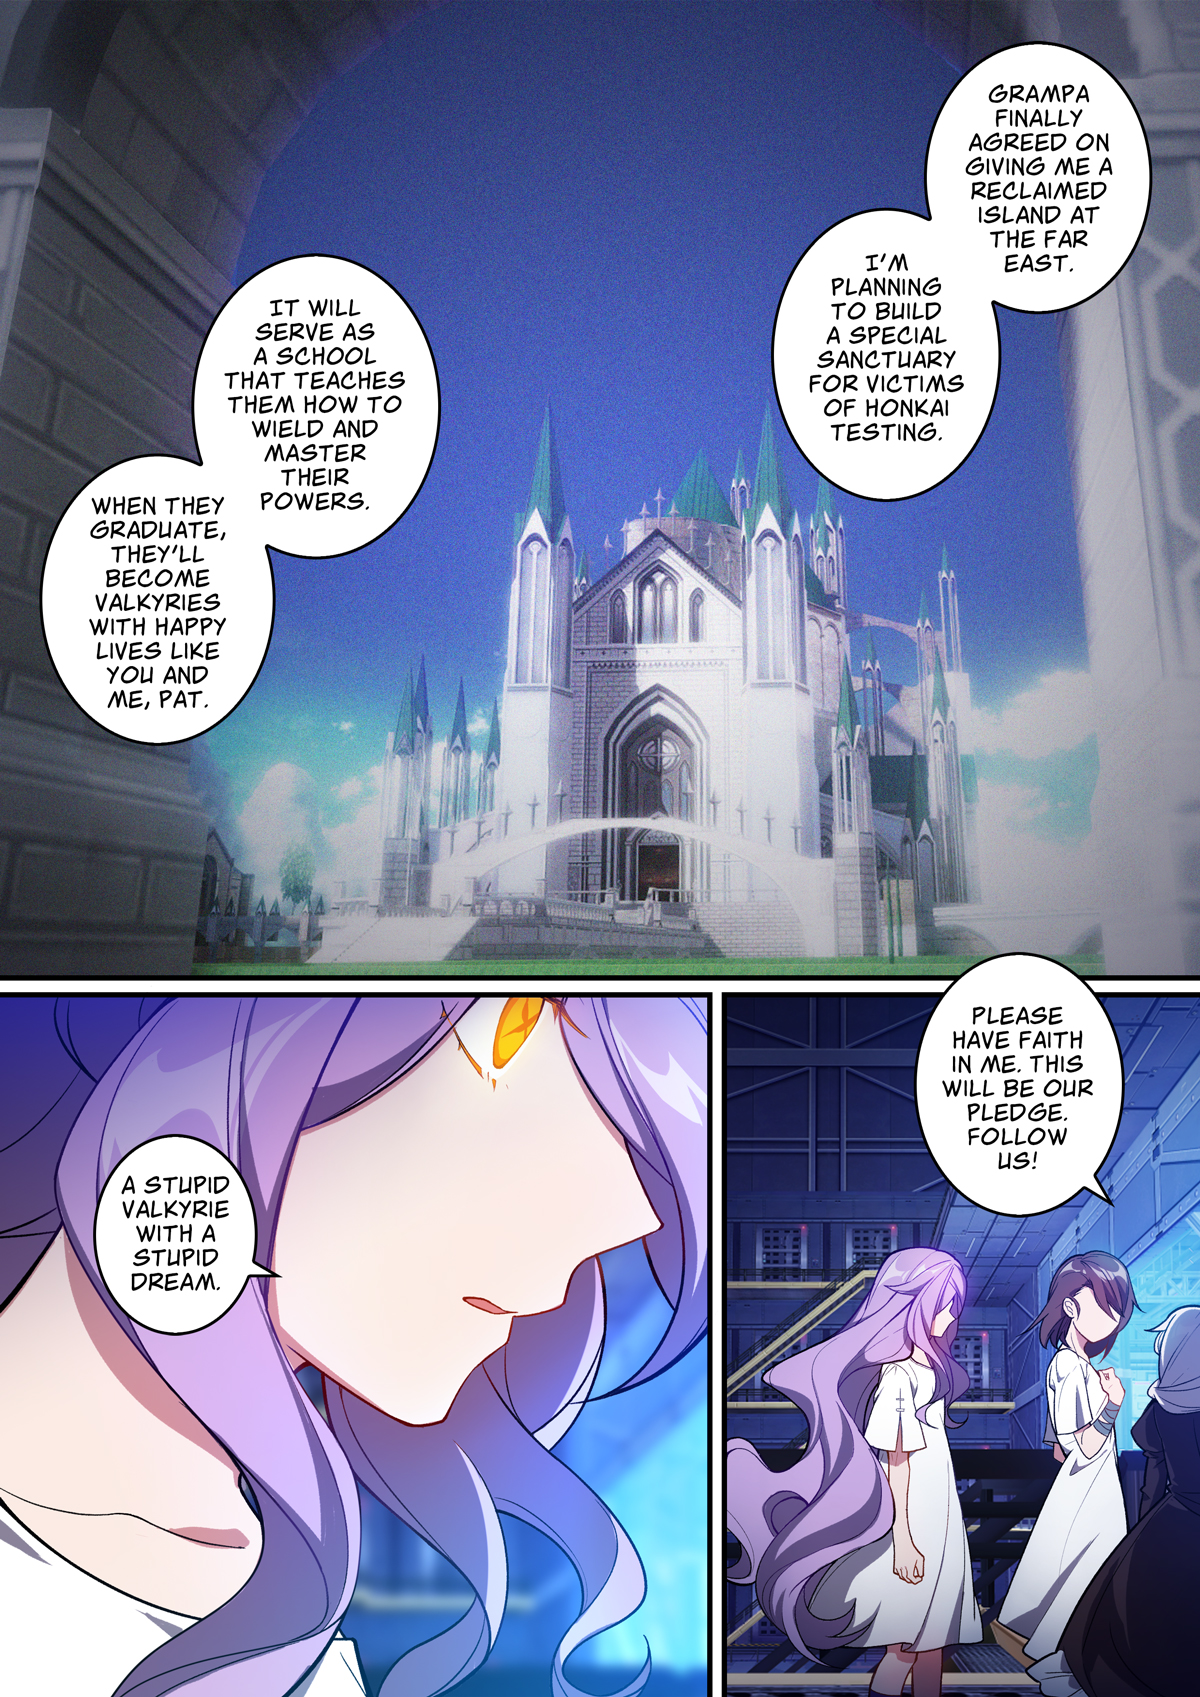 GRAMPA
FINALLY
AGREED ON
GIVING ME A
RECLAIMED
ISLAND AT
THE FAR
EAST.
I'M
PLANNING
TO BUILD
A SPECIAL
SANCTUARY
FOR VICTIMS
OF HONKAI
TESTING.
IT WILL
SERVE AS
A SCHOOL
THAT TEACHES
THEM HOW TO
WIELD AND
MASTER
THEIR
POWERS.
WHEN THEY
GRADUATE,
THEY'LL
BECOME
VALKYRIES
WITH HAPPY
LIVES LIKE
YOU AND
ME, PAT.
PLEASE
HAVE FAITH
IN ME. THIS
WILL BE OUR
PLEDGE.
FOLLOW
US!
A STUPID
VALKYRIE
WITH A
STUPID
DREAM.